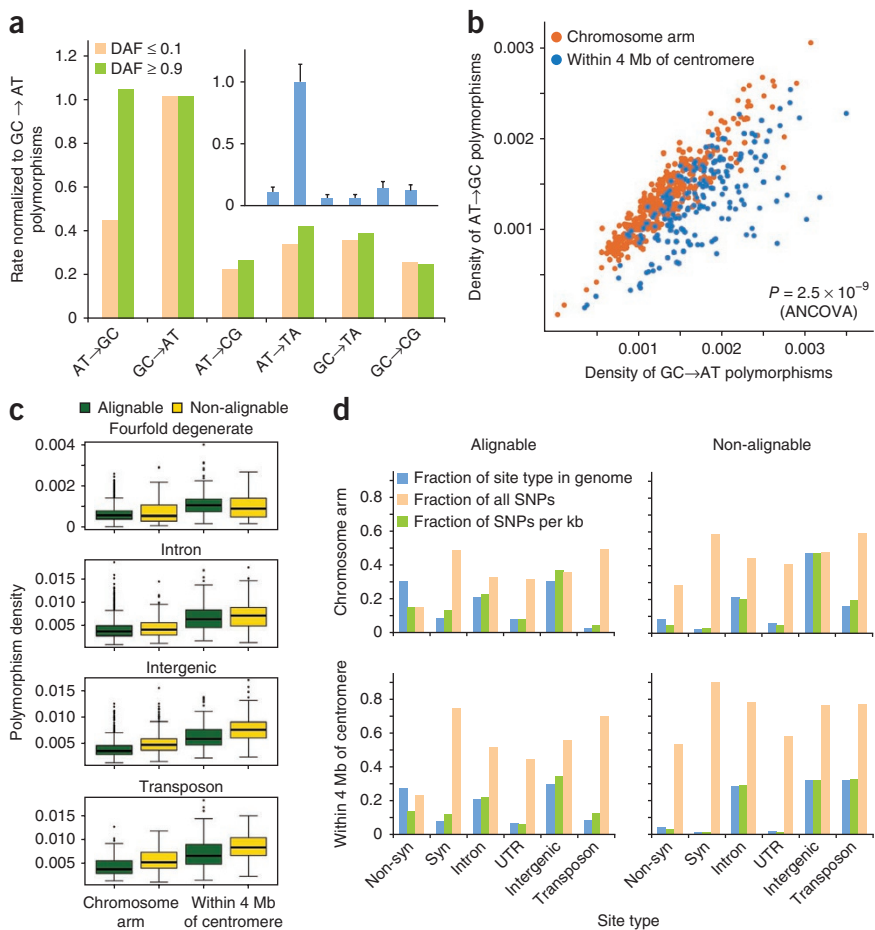 a
DAF ≤ 0.1
DAF ≥ 0.9
Rate normalized to GC → AT
polymorphisms
1.2
1.0
0.8
0.6
0.4
0.2
0
1.0
0.5
0
AT→GC
GC→AT
AT→CG
AT→TA
GC→TA
GC→CG
b
Chromosome arm
Within 4 Mb of centromere
Density of AT→GC polymorphisms
0.003
0.002
0.001
P = 2.5 × 10⁻⁹
(ANCOVA)
0.001
0.002
0.003
Density of GC→AT polymorphisms
c
Alignable
Non-alignable
Polymorphism density
Fourfold degenerate
0.004
0.002
0
Intron
0.015
0.010
0.005
Intergenic
0.015
0.010
0.005
Transposon
0.015
0.010
0.005
Chromosome
arm
Within 4 Mb
of centromere
d
Alignable
Non-alignable
Fraction of site type in genome
Fraction of all SNPs
Fraction of SNPs per kb
Chromosome arm
0.8
0.6
0.4
0.2
0
Within 4 Mb of centromere
0.8
0.6
0.4
0.2
0
Non-syn
Syn
Intron
UTR
Intergenic
Transposon
Non-syn
Syn
Intron
UTR
Intergenic
Transposon
Site type